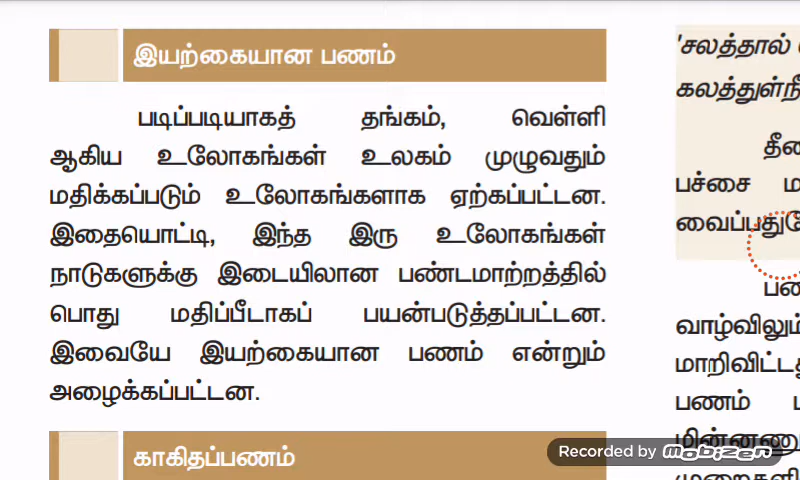 இயற்கையான பணம்
படிப்படியாகத் தங்கம், வெள்ளி
ஆகிய உலோகங்கள் உலகம் முழுவதும்
மதிக்கப்படும் உலோகங்களாக ஏற்கப்பட்டன.
இதையொட்டி, இந்த இரு உலோகங்கள்
நாடுகளுக்கு இடையிலான பண்டமாற்றத்தில்
பொது மதிப்பீடாகப் பயன்படுத்தப்பட்டன.
இவையே இயற்கையான பணம் என்றும்
அழைக்கப்பட்டன.
காகிதப்பணம்
'சலத்தால்
பச்சை
வாழ்விலும்
பணம்
Recorded by mobizen